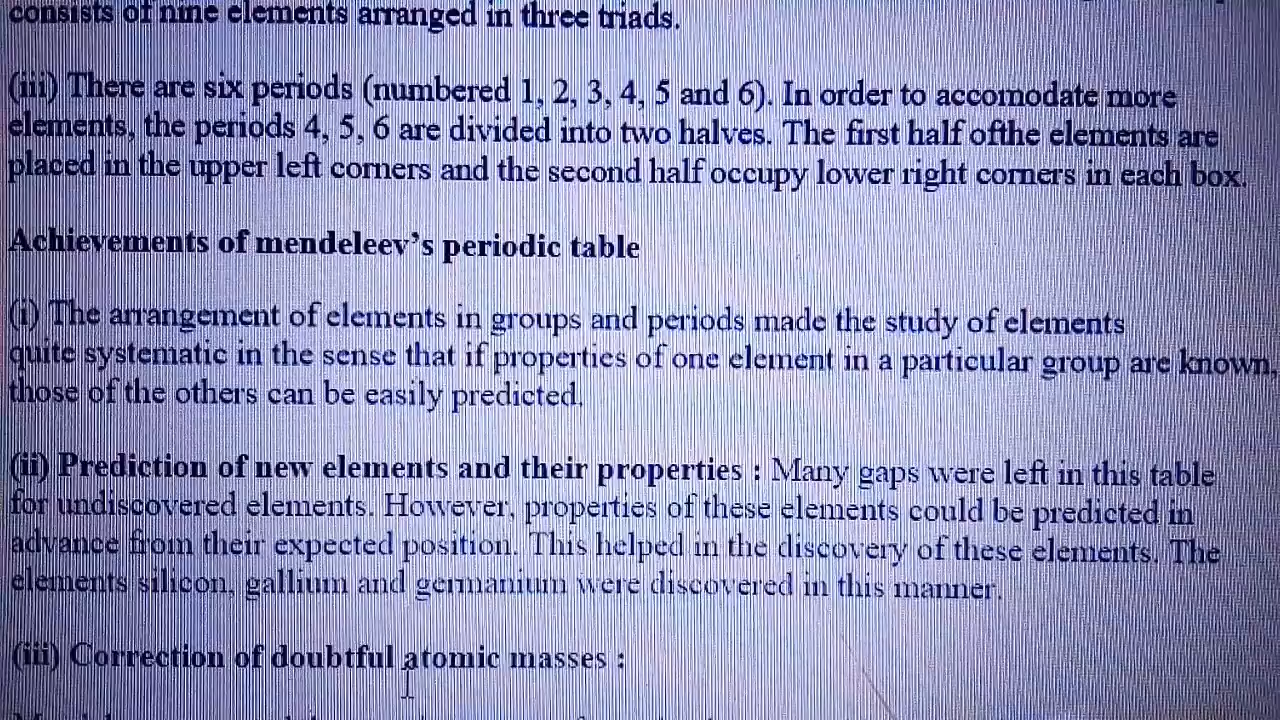 consists of nine elements arranged in three triads.
(iii) There are six periods (numbered 1, 2, 3, 4, 5 and 6). In order to accomodate more
elements, the periods 4, 5, 6 are divided into two halves. The first half ofthe elements are
placed in the upper left corners and the second half occupy lower right corners in each box.
Achievements of mendeleev's periodic table
(i) The arrangement of elements in groups and periods made the study of elements
quite systematic in the sense that if properties of one element in a particular group are known,
those of the others can be easily predicted.
(ii) Prediction of new elements and their properties : Many gaps were left in this table
for undiscovered elements. However, properties of these elements could be predicted in
advance from their expected position. This helped in the discovery of these elements. The
elements silicon, gallium and germanium were discovered in this manner.
(iii) Correction of doubtful atomic masses :